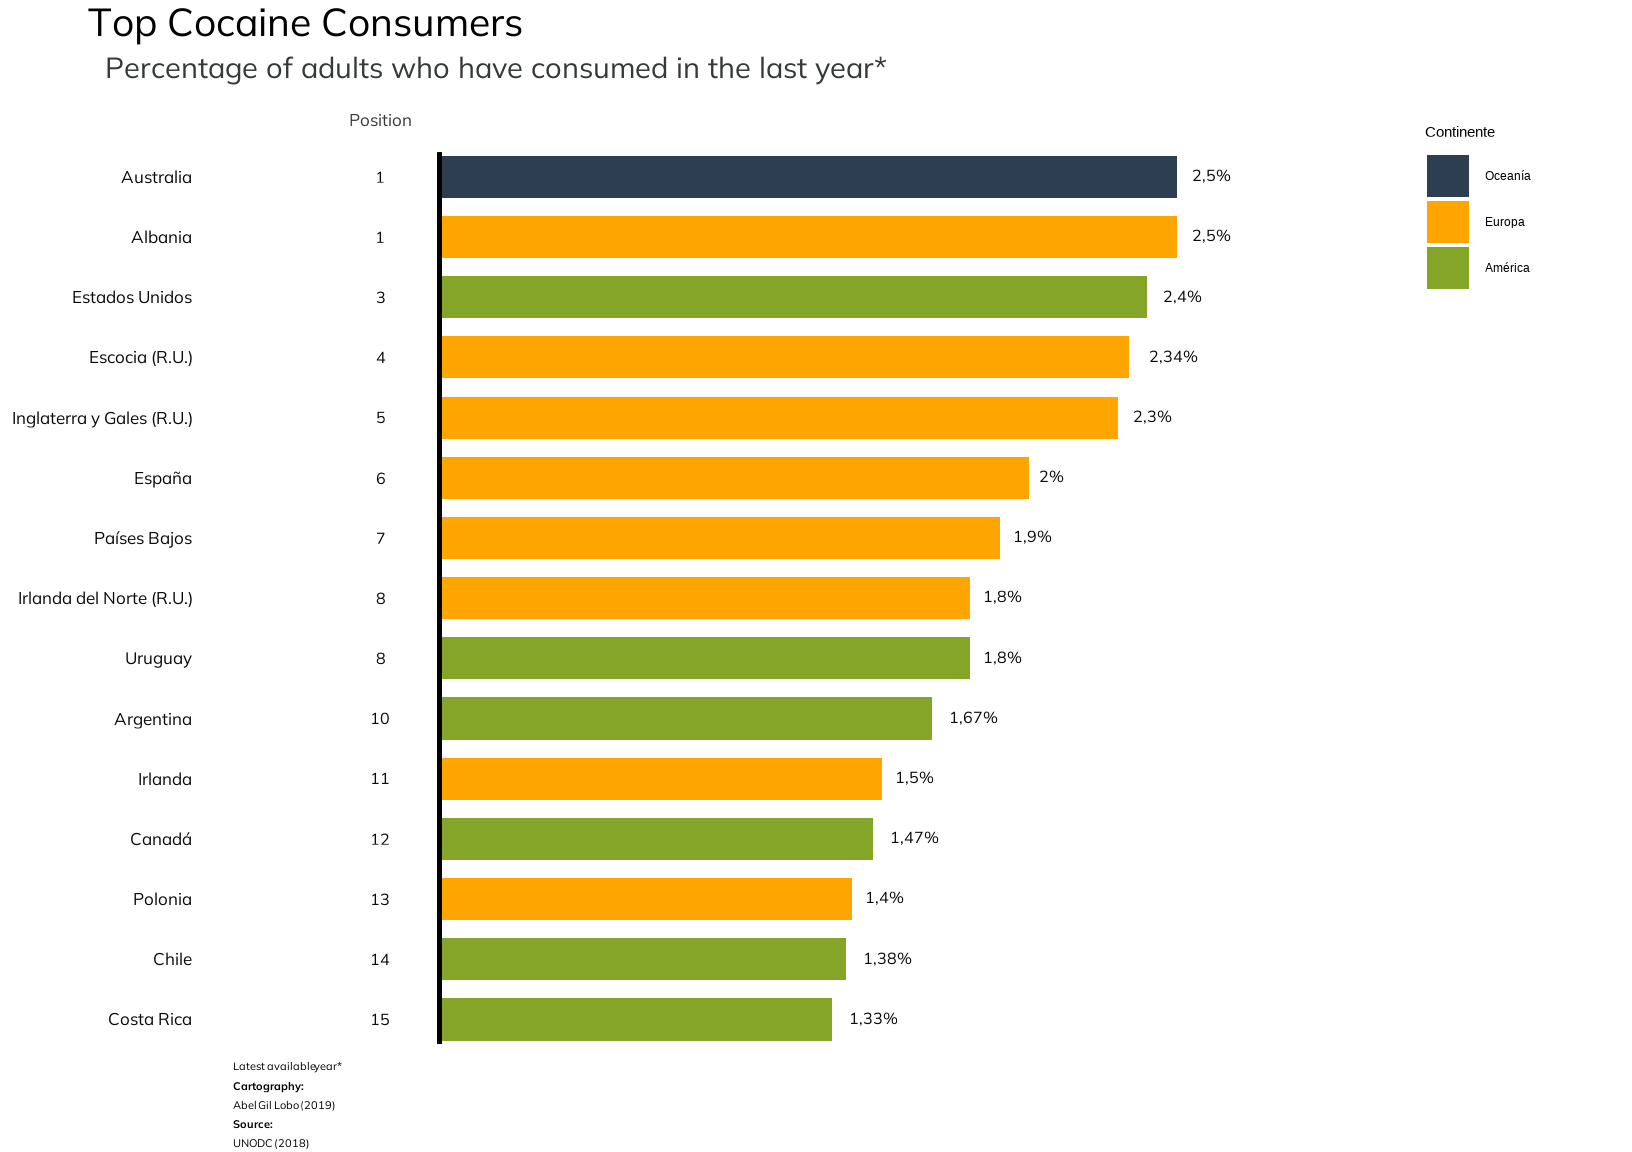 Top Cocaine Consumers
Percentage of adults who have consumed in the last year*
Position
Continente
Australia 1 2,5%
Oceanía
Albania 1 2,5%
Europa
Estados Unidos 3 2,4%
América
Escocia (R.U.) 4 2,34%
Inglaterra y Gales (R.U.) 5 2,3%
España 6 2%
Países Bajos 7 1,9%
Irlanda del Norte (R.U.) 8 1,8%
Uruguay 8 1,8%
Argentina 10 1,67%
Irlanda 11 1,5%
Canadá 12 1,47%
Polonia 13 1,4%
Chile 14 1,38%
Costa Rica 15 1,33%
Latest available year*
Cartography:
Abel Gil Lobo (2019)
Source:
UNODC (2018)